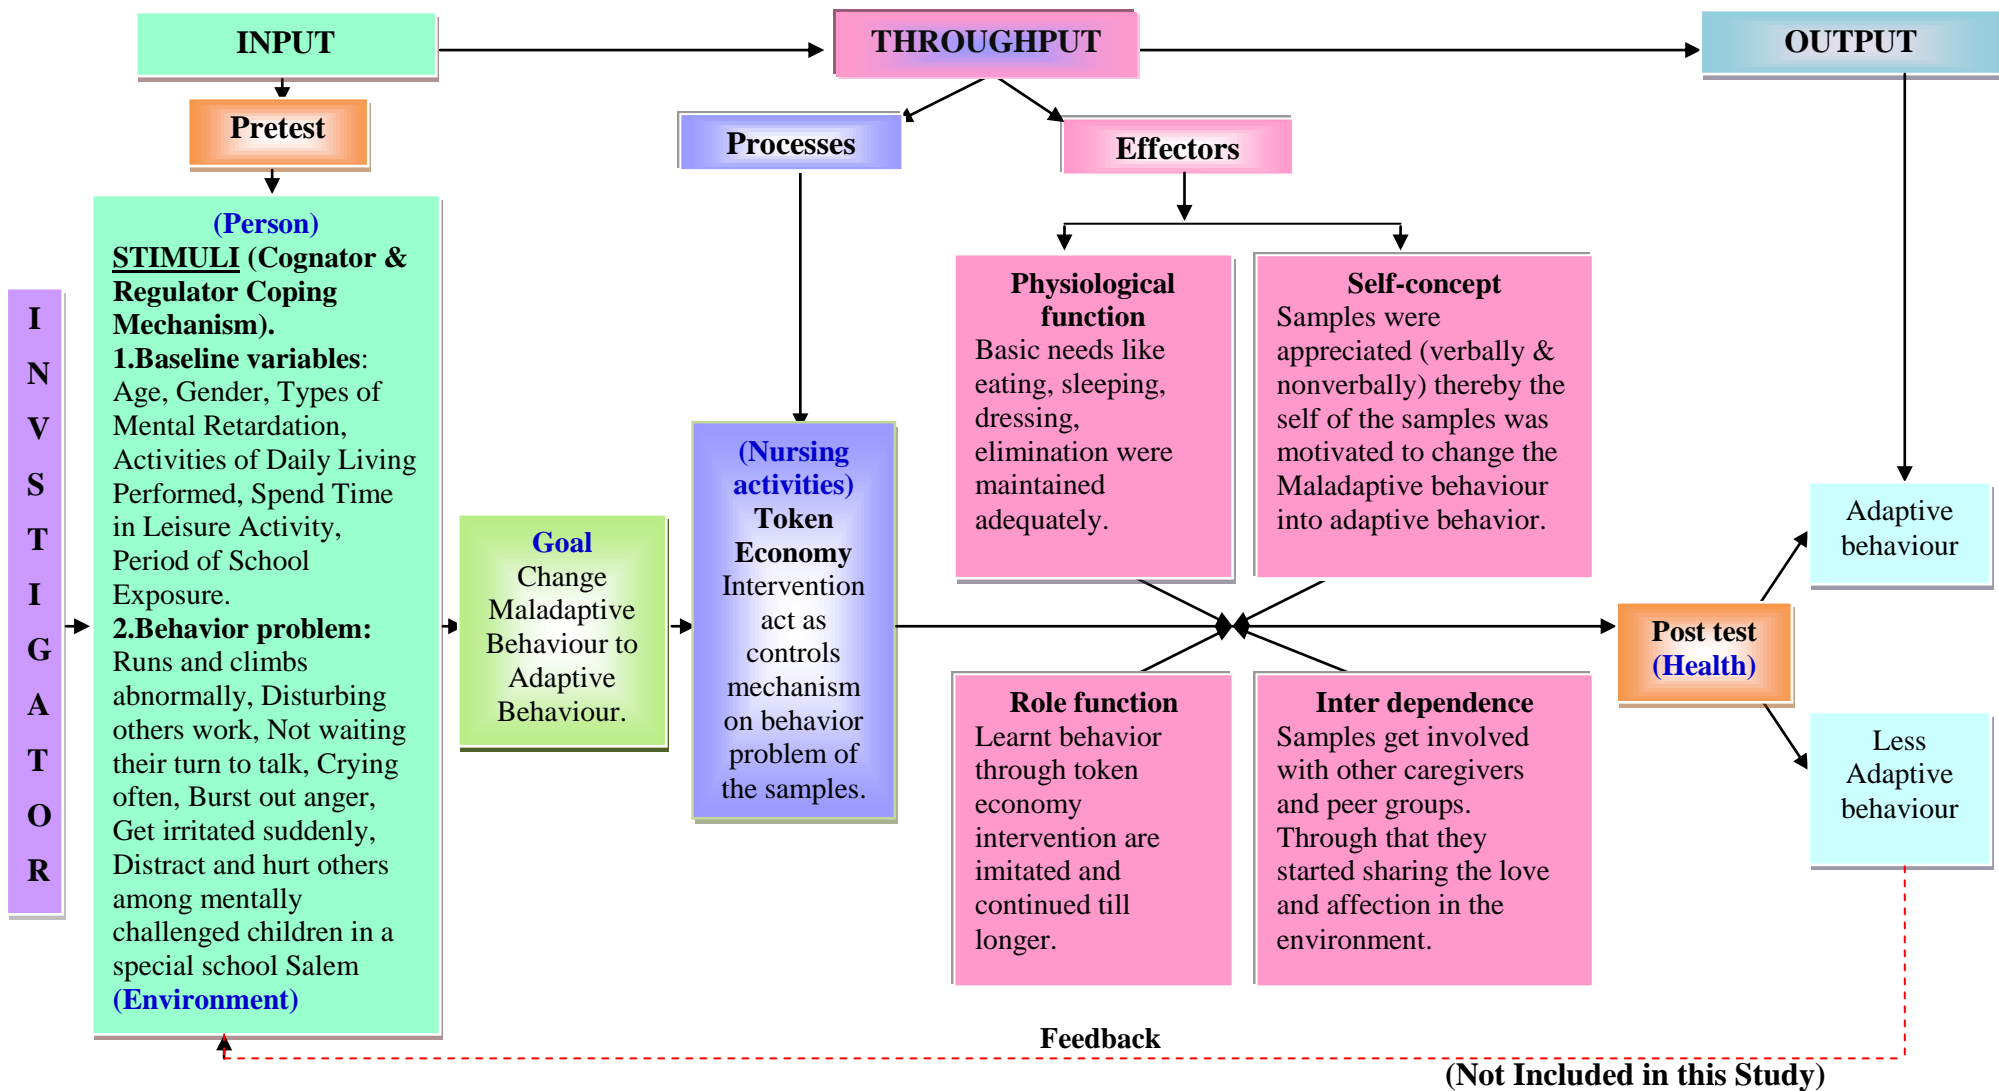 INPUT
THROUGHPUT
OUTPUT
Pretest
Processes
Effectors
I
N
V
S
T
I
G
A
T
O
R
(Person)
STIMULI (Cognator &
Regulator Coping
Mechanism).
1.Baseline variables:
Age, Gender, Types of
Mental Retardation,
Activities of Daily Living
Performed, Spend Time
in Leisure Activity,
Period of School
Exposure.
2.Behavior problem:
Runs and climbs
abnormally, Disturbing
others work, Not waiting
their turn to talk, Crying
often, Burst out anger,
Get irritated suddenly,
Distract and hurt others
among mentally
challenged children in a
special school Salem
(Environment)
Goal
Change
Maladaptive
Behaviour to
Adaptive
Behaviour.
(Nursing
activities)
Token
Economy
Intervention
act as
controls
mechanism
on behavior
problem of
the samples.
Physiological
function
Basic needs like
eating, sleeping,
dressing,
elimination were
maintained
adequately.
Self-concept
Samples were
appreciated (verbally &
nonverbally) thereby the
self of the samples was
motivated to change the
Maladaptive behaviour
into adaptive behavior.
Role function
Learnt behavior
through token
economy
intervention are
imitated and
continued till
longer.
Inter dependence
Samples get involved
with other caregivers
and peer groups.
Through that they
started sharing the love
and affection in the
environment.
Post test
(Health)
Adaptive
behaviour
Less
Adaptive
behaviour
Feedback
(Not Included in this Study)